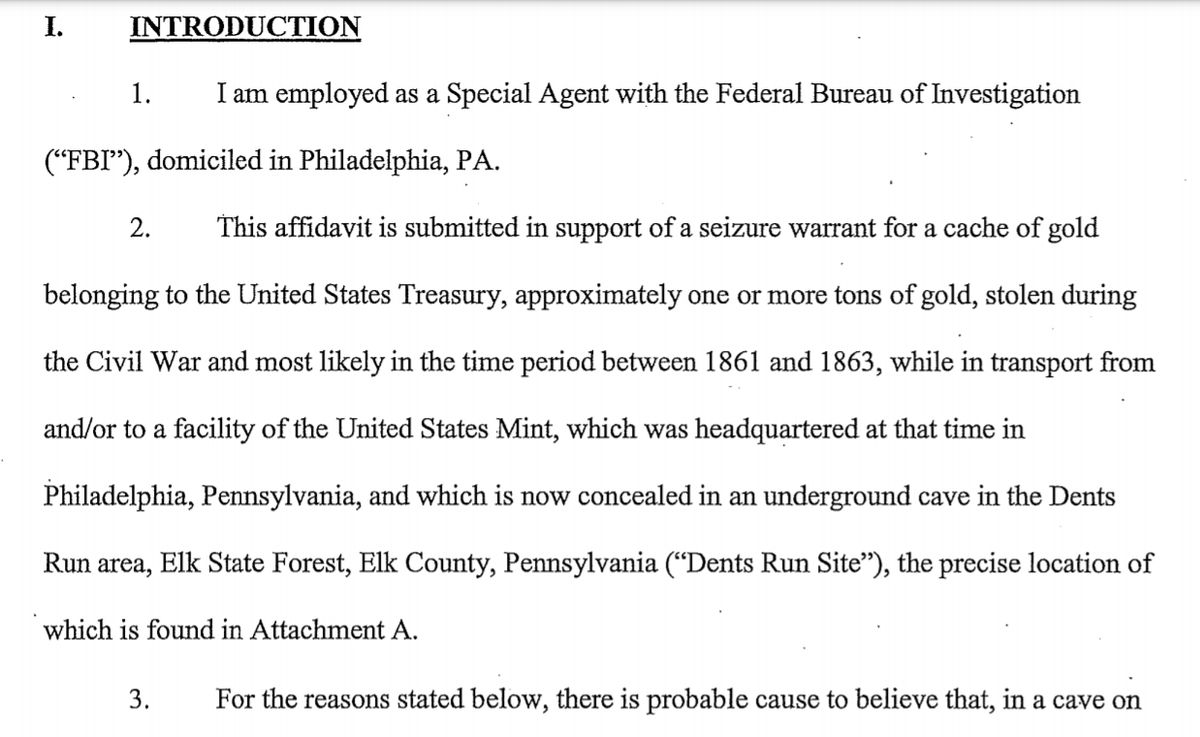 I. INTRODUCTION
1. I am employed as a Special Agent with the Federal Bureau of Investigation
(“FBI”), domiciled in Philadelphia, PA.
2. This affidavit is submitted in support of a seizure warrant for a cache of gold
belonging to the United States Treasury, approximately one or more tons of gold, stolen during
the Civil War and most likely in the time period between 1861 and 1863, while in transport from
and/or to a facility of the United States Mint, which was headquartered at that time in
Philadelphia, Pennsylvania, and which is now concealed in an underground cave in the Dents
Run area, Elk State Forest, Elk County, Pennsylvania (“Dents Run Site”), the precise location of
which is found in Attachment A.
3. For the reasons stated below, there is probable cause to believe that, in a cave on